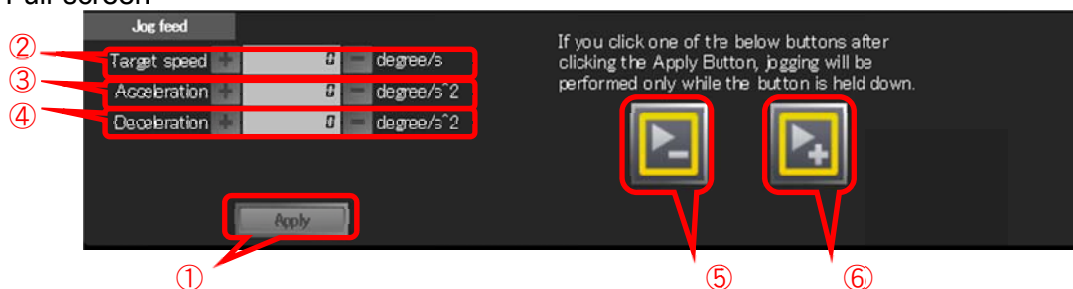 Full screen
Jog feed
② Target speed + 0 - degree/s
③ Acceleration + 0 - degree/s^2
④ Deceleration + 0 - degree/s^2
If you click one of the below buttons after
clicking the Apply Button, jogging will be
performed only while the button is held down.
Apply
① ⑤ ⑥